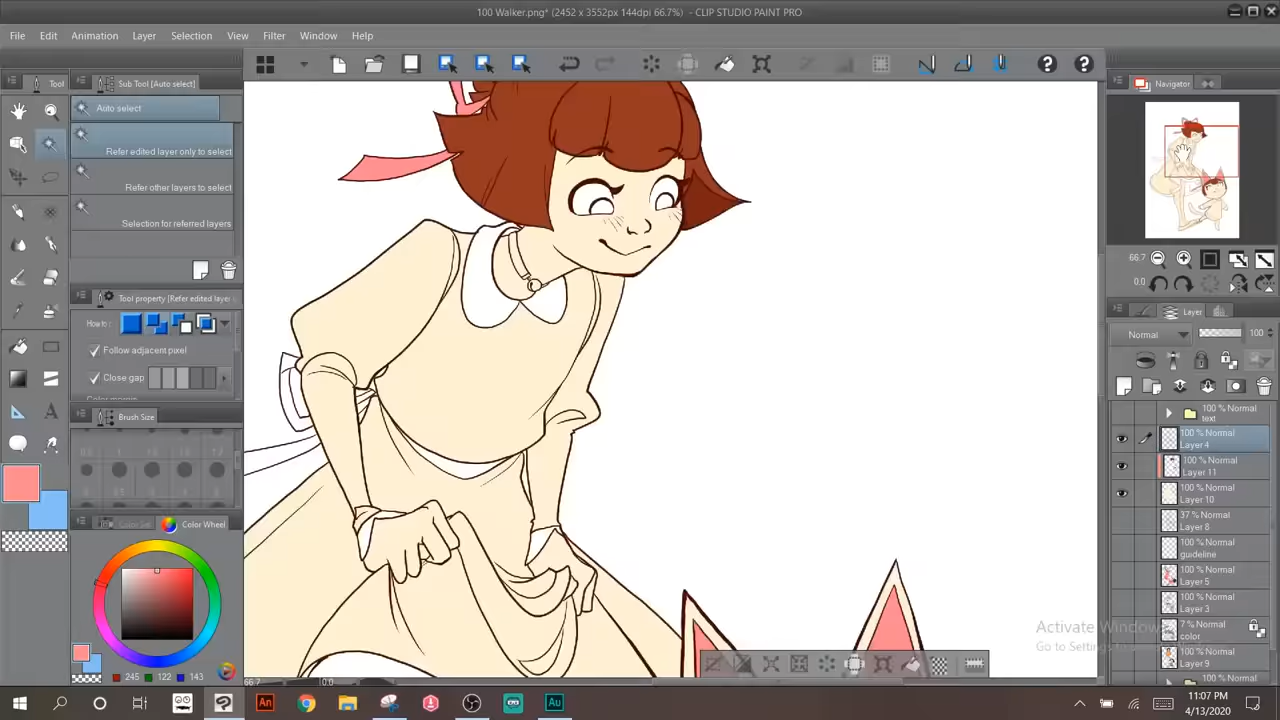 100 Walker.png* (2452 x 3552px 144dpi 66.7%) - CLIP STUDIO PAINT PRO
File Edit Animation Layer Selection View Filter Window Help
Tool
Sub Tool [Auto select]
Auto select
Refer edited layer only to select
Refer other layers to select
Selection for referred layers
Tool property [Refer edited layer
How to:
Follow adjacent pixel
Close gap
Brush Size
Color Wheel
245 122 143
Navigator
66.7
0.0
Layer
Normal 100
100 % Normal
text
100 % Normal
Layer 4
100 % Normal
Layer 11
100 % Normal
Layer 10
37 % Normal
Layer 8
100 % Normal
guideline
100 % Normal
Layer 5
100 % Normal
Layer 3
7 % Normal
color
100 % Normal
Layer 9
100 % Normal
Activate Windows
66.7 0.0
An
Au
11:07 PM
4/13/2020